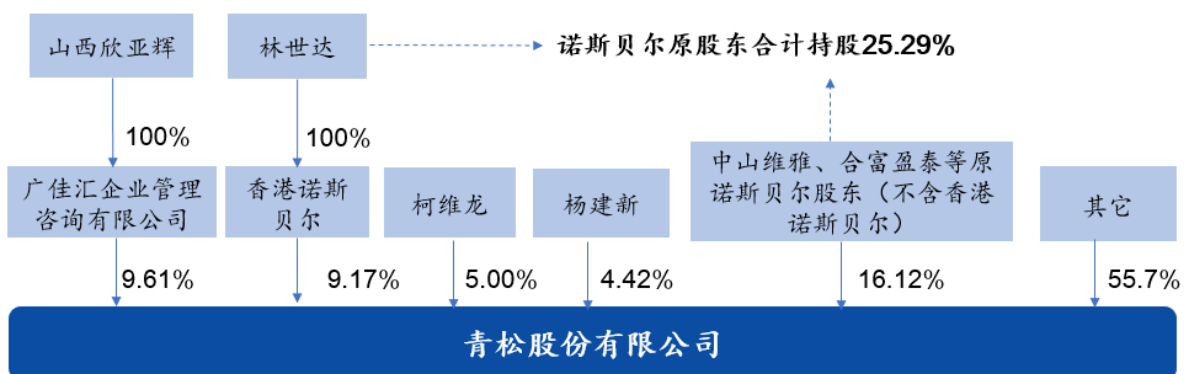 山西欣亚辉
林世达
诺斯贝尔原股东合计持股25.29%
100%
100%
广佳汇企业管理
咨询有限公司
香港诺斯
贝尔
柯维龙
杨建新
中山维雅、合富盈泰等原
诺斯贝尔股东（不含香港
诺斯贝尔）
其它
9.61%
9.17%
5.00%
4.42%
16.12%
55.7%
青松股份有限公司